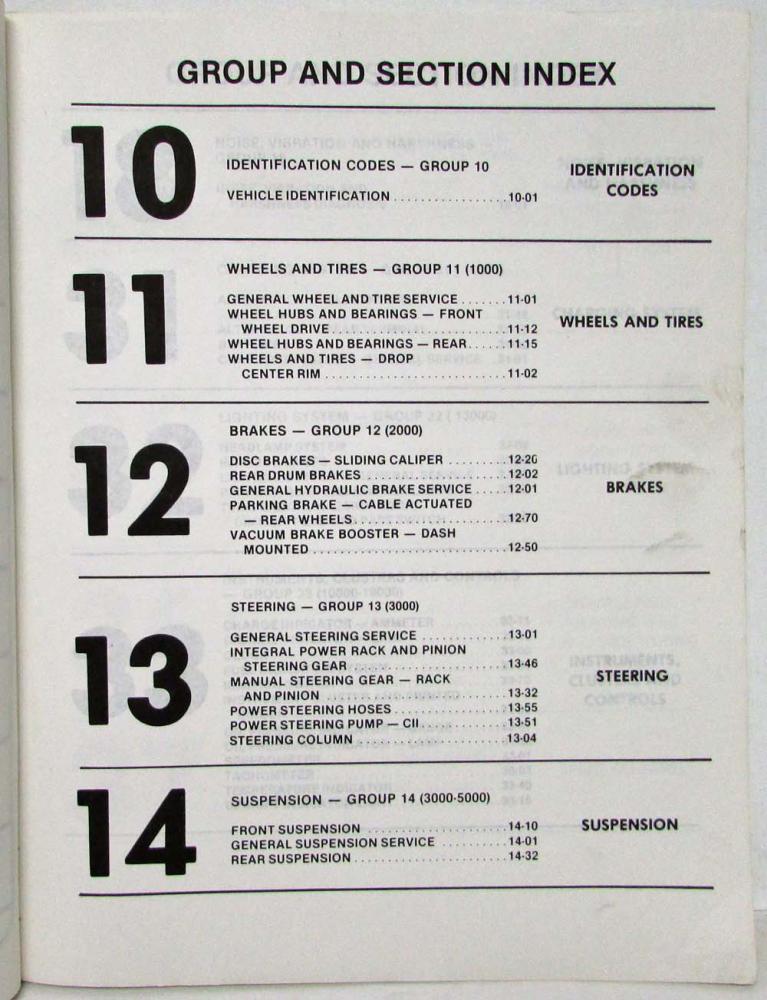 GROUP AND SECTION INDEX
10
IDENTIFICATION CODES — GROUP 10
VEHICLE IDENTIFICATION . . . . . . . . . . . . . . . . 10-01
IDENTIFICATION
CODES
11
WHEELS AND TIRES — GROUP 11 (1000)
GENERAL WHEEL AND TIRE SERVICE . . . . . . . 11-01
WHEEL HUBS AND BEARINGS — FRONT
WHEEL DRIVE . . . . . . . . . . . . . . . . . . . . . . . . 11-12
WHEEL HUBS AND BEARINGS — REAR . . . . . . 11-15
WHEELS AND TIRES — DROP
CENTER RIM . . . . . . . . . . . . . . . . . . . . . . . . . 11-02
WHEELS AND TIRES
12
BRAKES — GROUP 12 (2000)
DISC BRAKES — SLIDING CALIPER . . . . . . . . . 12-20
REAR DRUM BRAKES . . . . . . . . . . . . . . . . . . . . 12-02
GENERAL HYDRAULIC BRAKE SERVICE . . . . . 12-01
PARKING BRAKE — CABLE ACTUATED
— REAR WHEELS . . . . . . . . . . . . . . . . . . . . . . 12-70
VACUUM BRAKE BOOSTER — DASH
MOUNTED . . . . . . . . . . . . . . . . . . . . . . . . . . . 12-50
BRAKES
13
STEERING — GROUP 13 (3000)
GENERAL STEERING SERVICE . . . . . . . . . . . . 13-01
INTEGRAL POWER RACK AND PINION
STEERING GEAR . . . . . . . . . . . . . . . . . . . . . . 13-46
MANUAL STEERING GEAR — RACK
AND PINION . . . . . . . . . . . . . . . . . . . . . . . . . 13-32
POWER STEERING HOSES . . . . . . . . . . . . . . . . 13-55
POWER STEERING PUMP — CII . . . . . . . . . . . . 13-51
STEERING COLUMN . . . . . . . . . . . . . . . . . . . . . 13-04
STEERING
14
SUSPENSION — GROUP 14 (3000-5000)
FRONT SUSPENSION . . . . . . . . . . . . . . . . . . . . 14-10
GENERAL SUSPENSION SERVICE . . . . . . . . . . 14-01
REAR SUSPENSION . . . . . . . . . . . . . . . . . . . . . 14-32
SUSPENSION